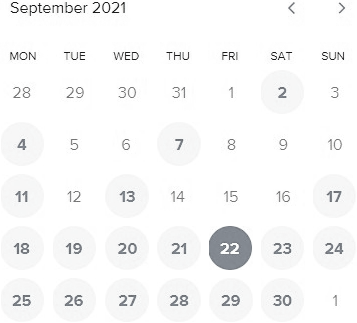 September 2021
MON TUE WED THU FRI SAT SUN
28 29 30 31 1 2 3
4 5 6 7 8 9 10
11 12 13 14 15 16 17
18 19 20 21 22 23 24
25 26 27 28 29 30 1